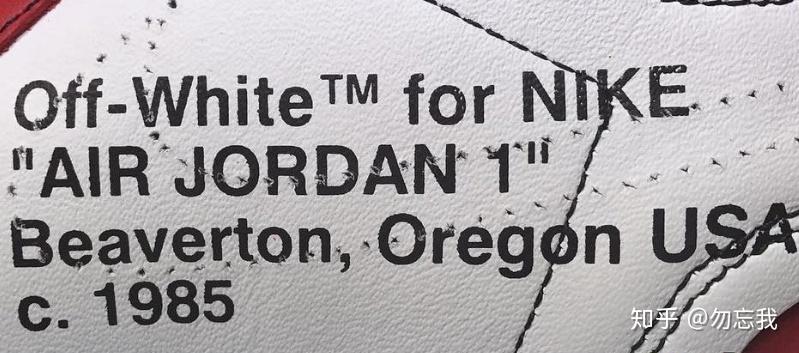 Off-White™ for NIKE
"AIR JORDAN 1"
Beaverton, Oregon USA
c. 1985
知乎 @勿忘我